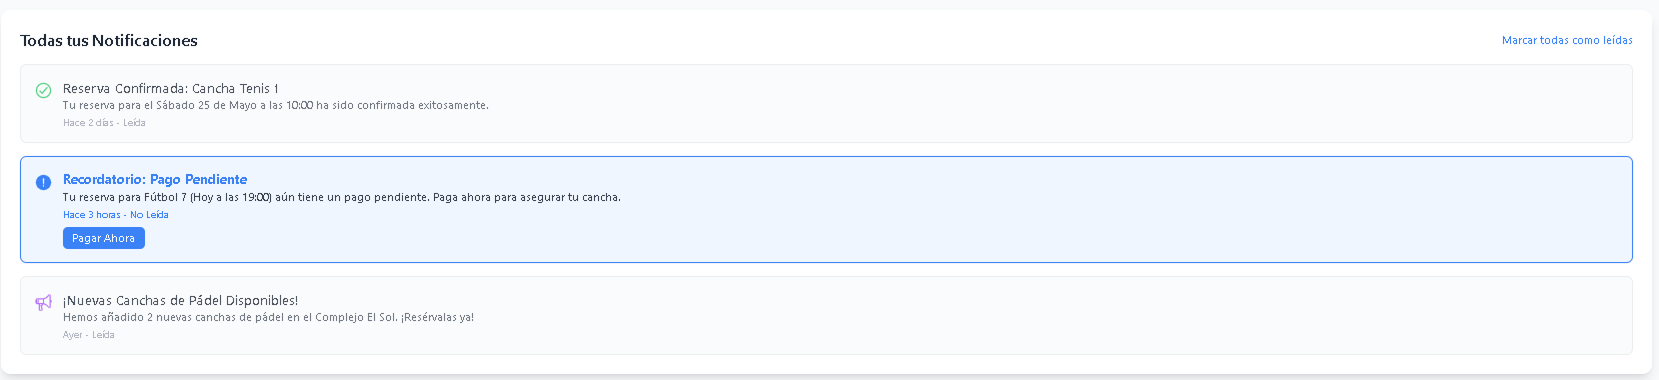 Todas tus Notificaciones
Marcar todas como leídas
Reserva Confirmada: Cancha Tenis 1
Tu reserva para el Sábado 25 de Mayo a las 10:00 ha sido confirmada exitosamente.
Hace 2 días - Leída
Recordatorio: Pago Pendiente
Tu reserva para Fútbol 7 (Hoy a las 19:00) aún tiene un pago pendiente. Paga ahora para asegurar tu cancha.
Hace 3 horas - No Leída
Pagar Ahora
¡Nuevas Canchas de Pádel Disponibles!
Hemos añadido 2 nuevas canchas de pádel en el Complejo El Sol. ¡Resérvalas ya!
Ayer - Leída